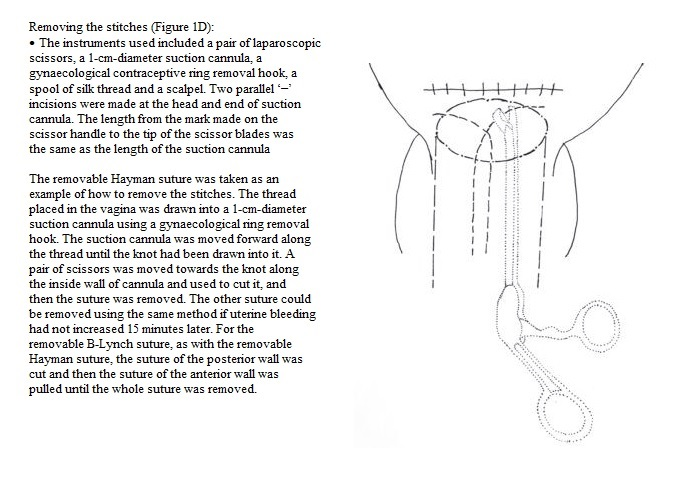 Removing the stitches (Figure 1D):
• The instruments used included a pair of laparoscopic
scissors, a 1-cm-diameter suction cannula, a
gynaecological contraceptive ring removal hook, a
spool of silk thread and a scalpel. Two parallel ‘–’
incisions were made at the head and end of suction
cannula. The length from the mark made on the
scissor handle to the tip of the scissor blades was
the same as the length of the suction cannula
The removable Hayman suture was taken as an
example of how to remove the stitches. The thread
placed in the vagina was drawn into a 1-cm-diameter
suction cannula using a gynaecological ring removal
hook. The suction cannula was moved forward along
the thread until the knot had been drawn into it. A
pair of scissors was moved towards the knot along
the inside wall of cannula and used to cut it, and
then the suture was removed. The other suture could
be removed using the same method if uterine bleeding
had not increased 15 minutes later. For the
removable B-Lynch suture, as with the removable
Hayman suture, the suture of the posterior wall was
cut and then the suture of the anterior wall was
pulled until the whole suture was removed.